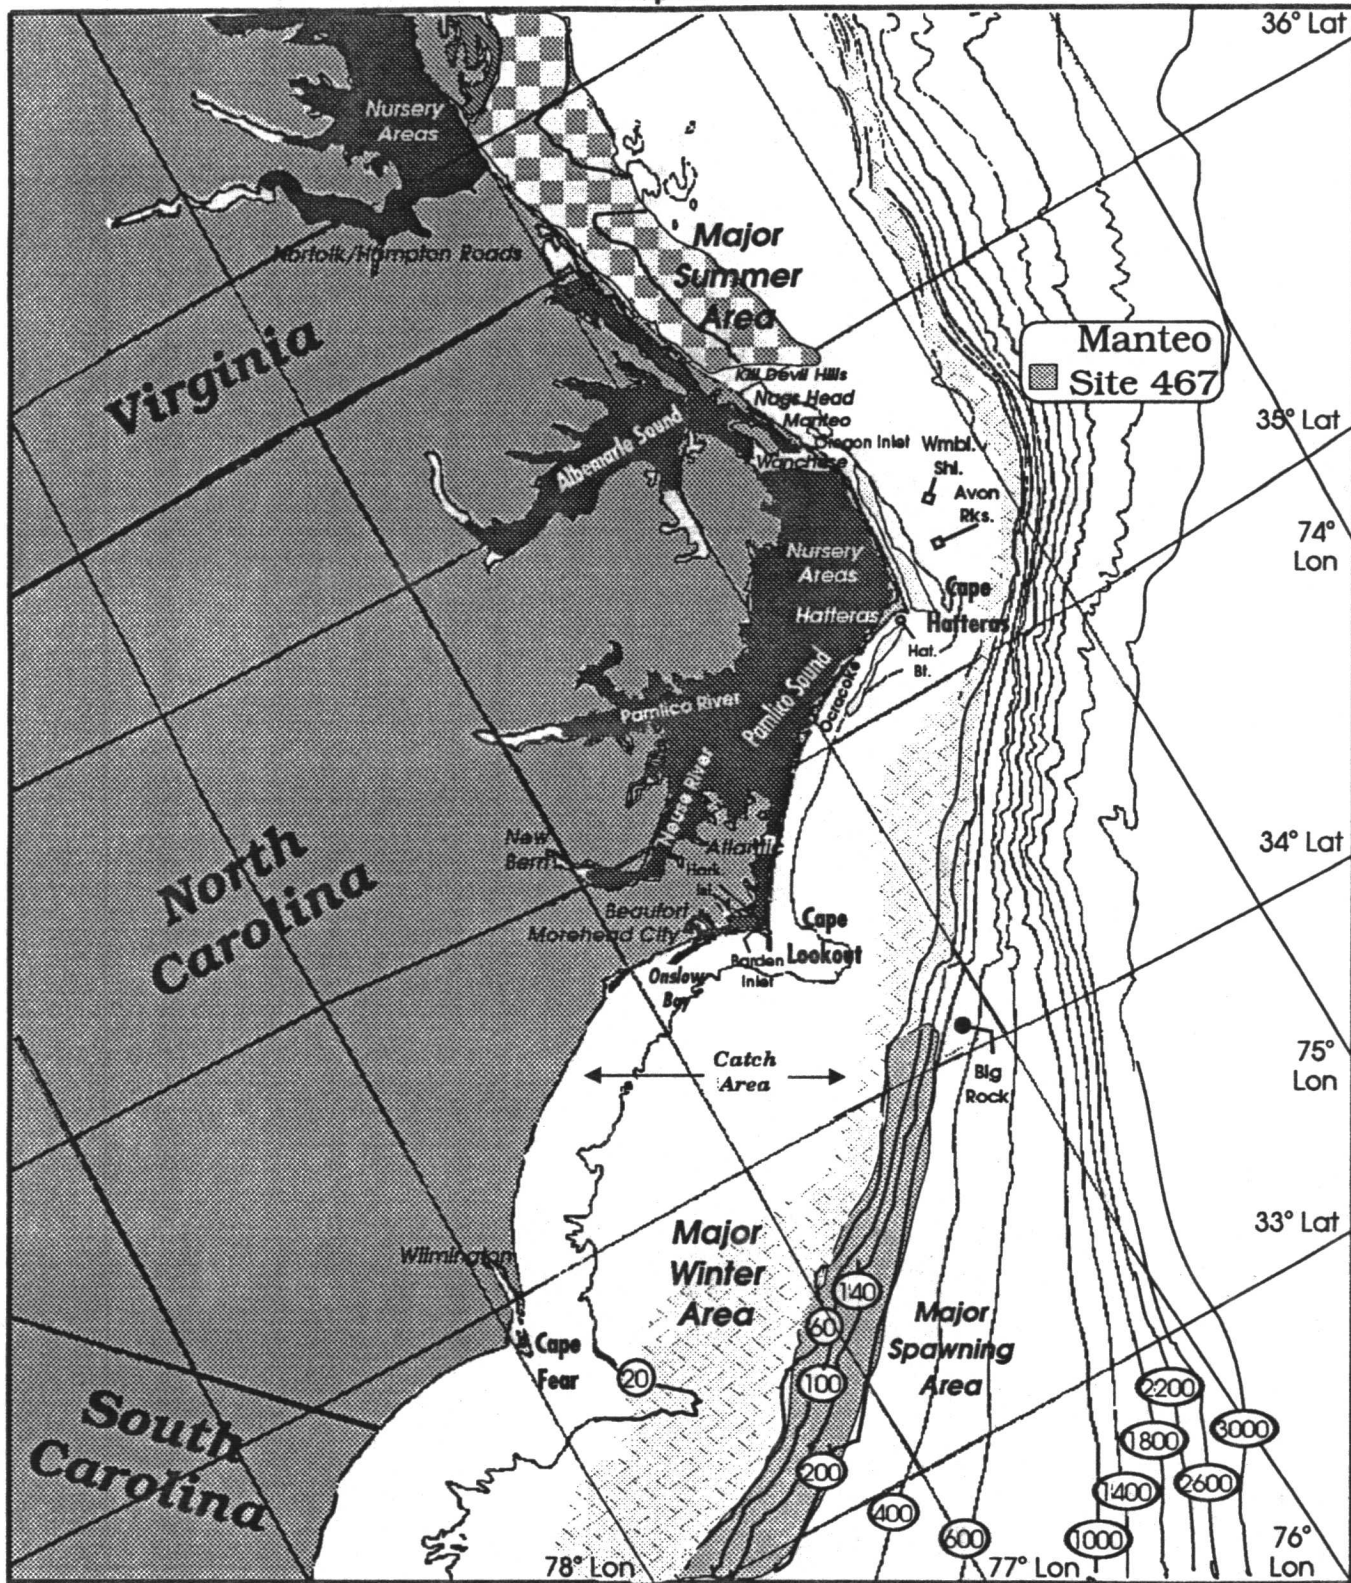 36° Lat
Nursery
Areas
Norfolk/Hampton Roads
Major
Summer
Area
Virginia
Manteo
Site 467
Kill Devil Hills
Nags Head
Manteo
Oregon Inlet
Wanchese
Albemarle Sound
Wmbl.
Shl.
Avon
Rks.
35° Lat
74°
Lon
Nursery
Areas
Hatteras
Cape
Hatteras
Hat.
Bt.
Ocracoke
Pamlico Sound
Pamlico River
Neuse River
34° Lat
North
Carolina
New
Bern
Atlantic
Hark.
Isl.
Beaufort
Morehead City
Cape
Lookout
Barden
Inlet
Onslow
Bay
Catch
Area
Big
Rock
75°
Lon
33° Lat
Major
Winter
Area
Wilmington
Cape
Fear
20
140
60
100
200
Major
Spawning
Area
400
600
1000
1400
1800
2200
2600
3000
South
Carolina
78° Lon
77° Lon
76°
Lon